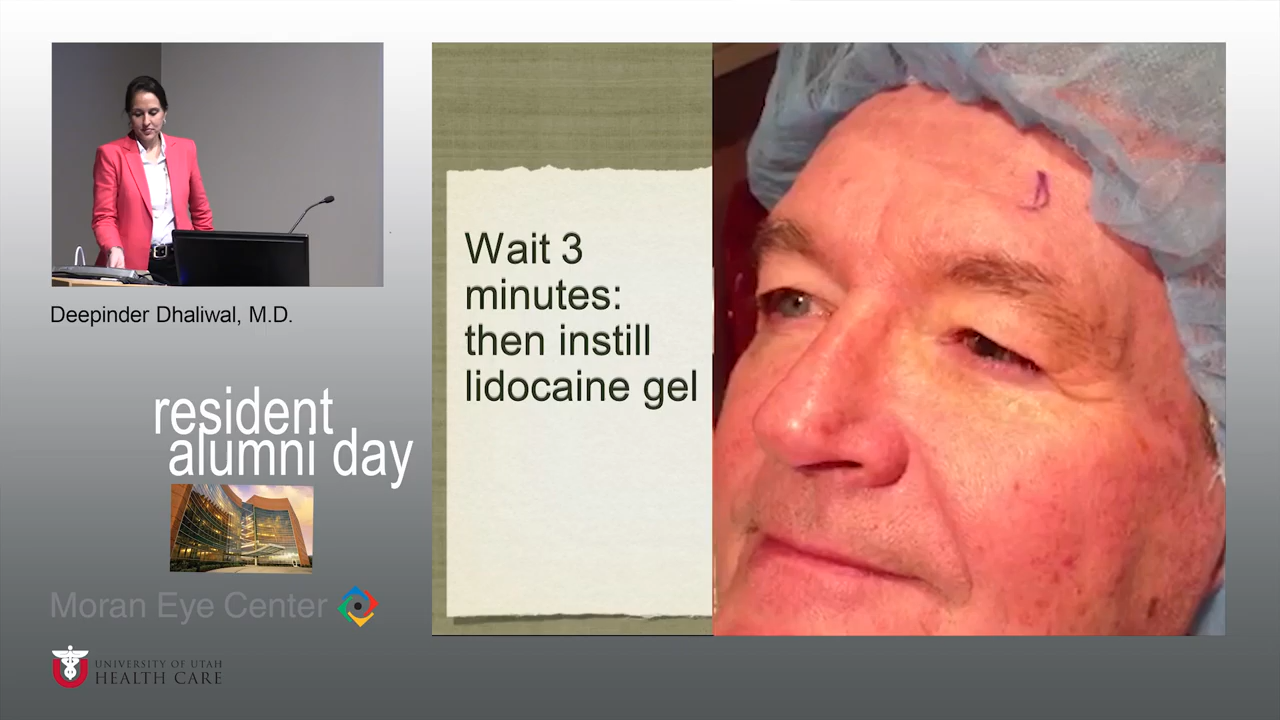 Deepinder Dhaliwal, M.D.
resident
alumni day
Moran Eye Center
UNIVERSITY OF UTAH
HEALTH CARE
Wait 3
minutes:
then instill
lidocaine gel